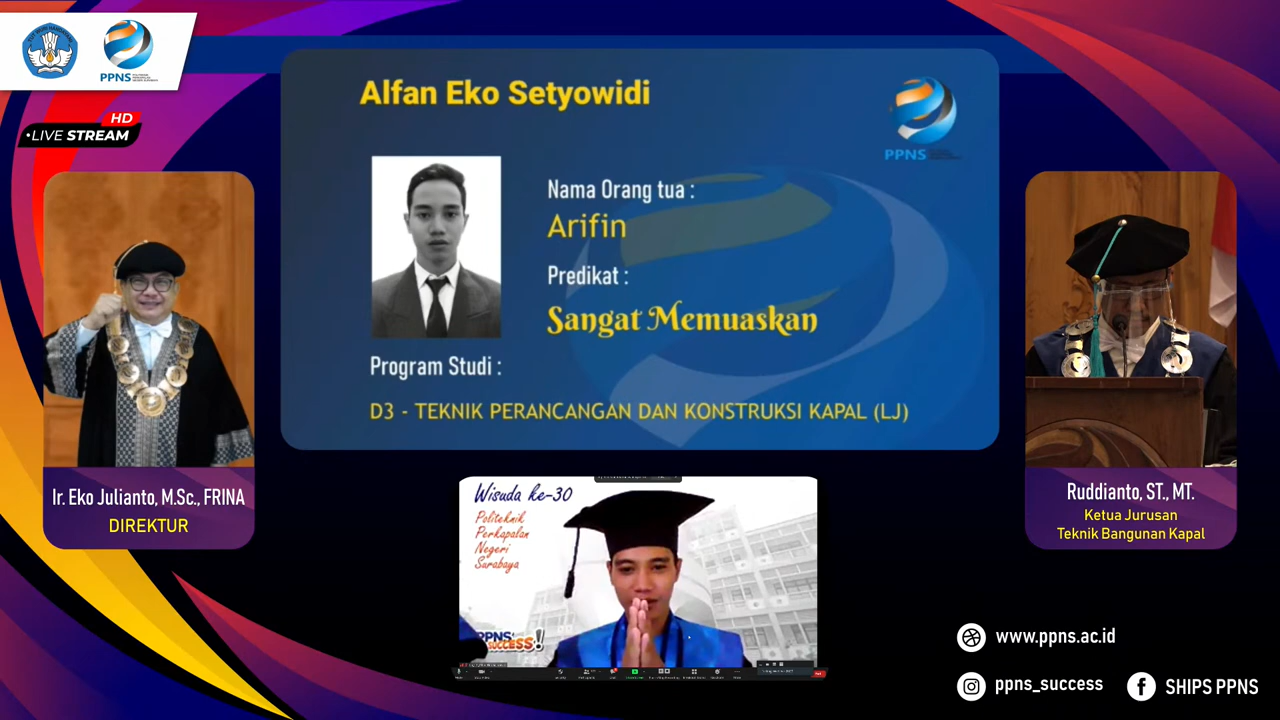 PPNS
HD
LIVE STREAM
Alfan Eko Setyowidi
PPNS
Nama Orang tua :
Arifin
Predikat :
Sangat Memuaskan
Program Studi :
D3 - TEKNIK PERANCANGAN DAN KONSTRUKSI KAPAL (LJ)
Ir. Eko Julianto, M.Sc., FRINA
DIREKTUR
Ruddianto, ST., MT.
Ketua Jurusan
Teknik Bangunan Kapal
Wisuda ke-30
Politeknik
Perkapalan
Negeri
Surabaya
PPNS
SUCCESS!
www.ppns.ac.id
ppns_success
SHIPS PPNS